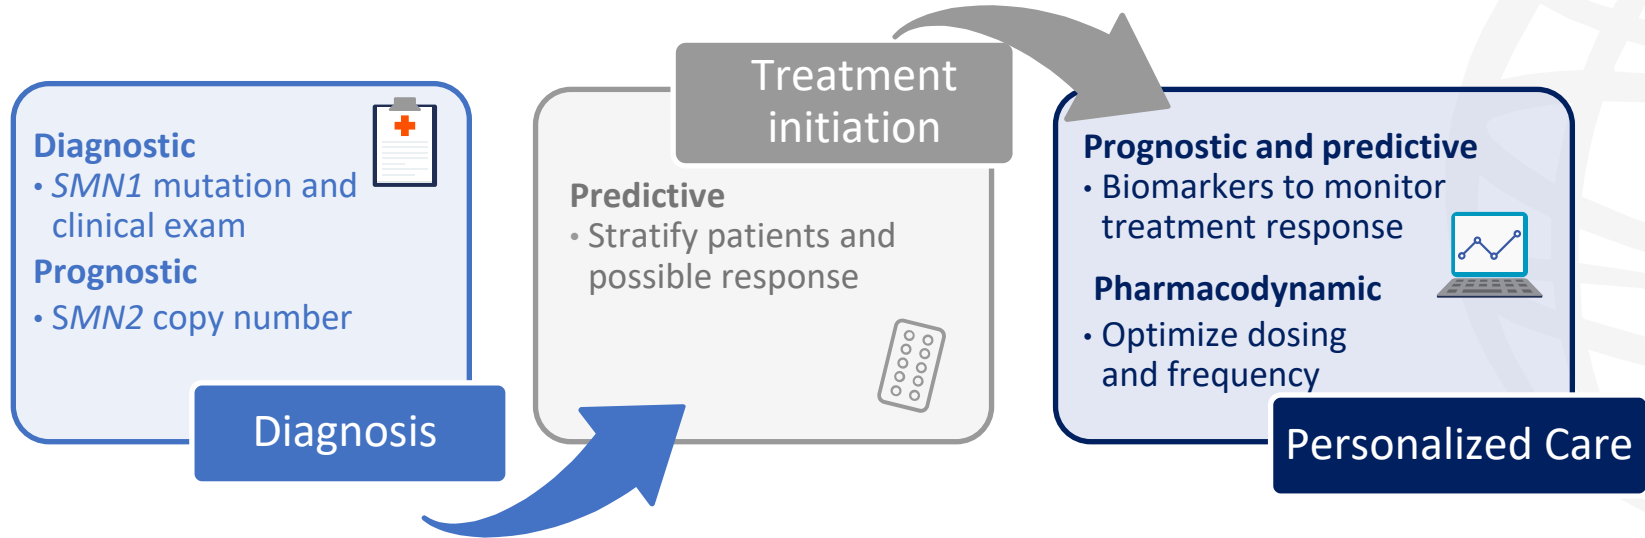 Diagnostic
• SMN1 mutation and
clinical exam
Prognostic
• SMN2 copy number
Diagnosis
Treatment
initiation
Predictive
• Stratify patients and
possible response
Prognostic and predictive
• Biomarkers to monitor
treatment response
Pharmacodynamic
• Optimize dosing
and frequency
Personalized Care